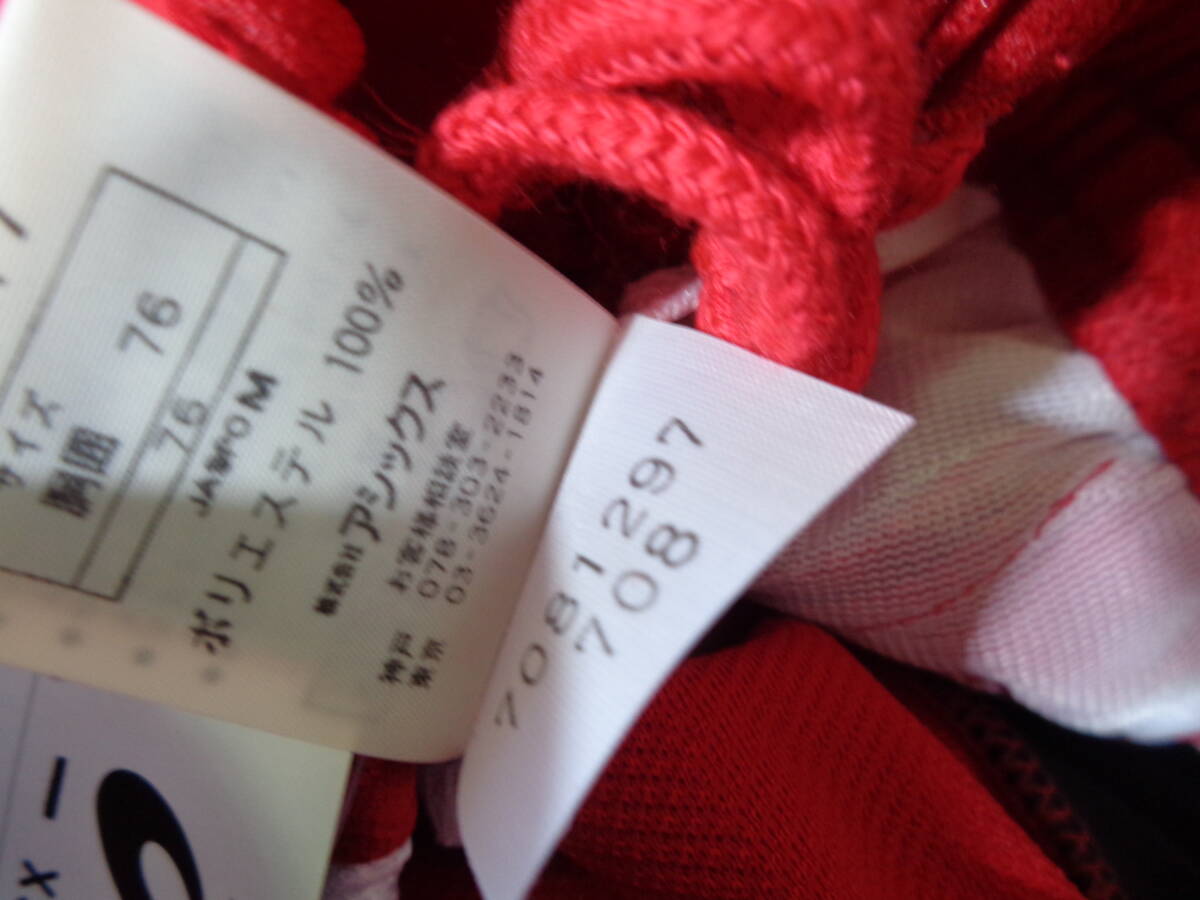 サイズ
胴囲 76
76
JASPO M
ポリエステル 100%
株式会社アシックス
お客様相談室
神戸 078-303-2233
東京 03-3624-1814
7081297
708